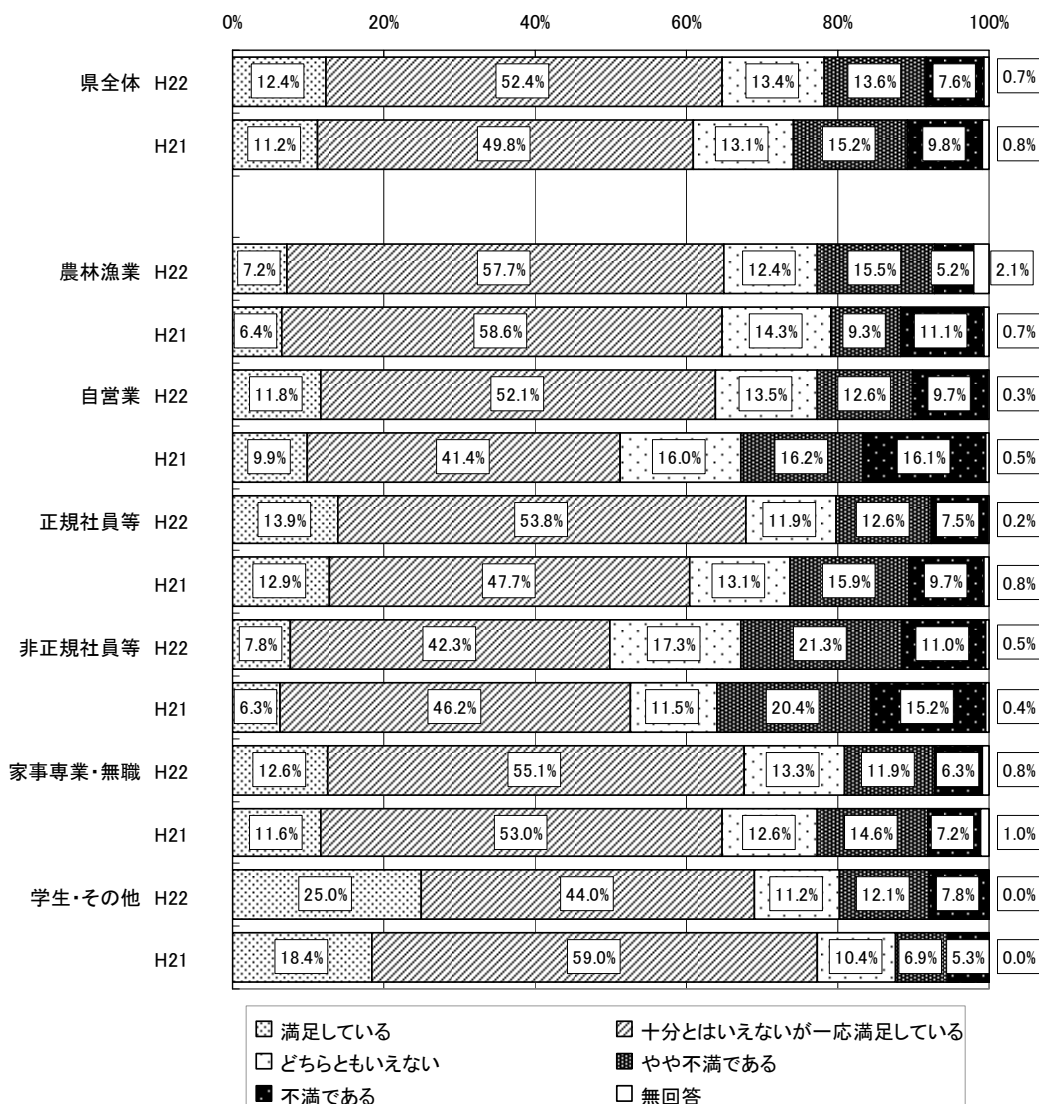 0% 20% 40% 60% 80% 100%
県全体 H22 12.4% 52.4% 13.4% 13.6% 7.6% 0.7%
H21 11.2% 49.8% 13.1% 15.2% 9.8% 0.8%
農林漁業 H22 7.2% 57.7% 12.4% 15.5% 5.2% 2.1%
H21 6.4% 58.6% 14.3% 9.3% 11.1% 0.7%
自営業 H22 11.8% 52.1% 13.5% 12.6% 9.7% 0.3%
H21 9.9% 41.4% 16.0% 16.2% 16.1% 0.5%
正規社員等 H22 13.9% 53.8% 11.9% 12.6% 7.5% 0.2%
H21 12.9% 47.7% 13.1% 15.9% 9.7% 0.8%
非正規社員等 H22 7.8% 42.3% 17.3% 21.3% 11.0% 0.5%
H21 6.3% 46.2% 11.5% 20.4% 15.2% 0.4%
家事専業・無職 H22 12.6% 55.1% 13.3% 11.9% 6.3% 0.8%
H21 11.6% 53.0% 12.6% 14.6% 7.2% 1.0%
学生・その他 H22 25.0% 44.0% 11.2% 12.1% 7.8% 0.0%
H21 18.4% 59.0% 10.4% 6.9% 5.3% 0.0%
満足している 十分とはいえないが一応満足している
どちらともいえない やや不満である
不満である 無回答